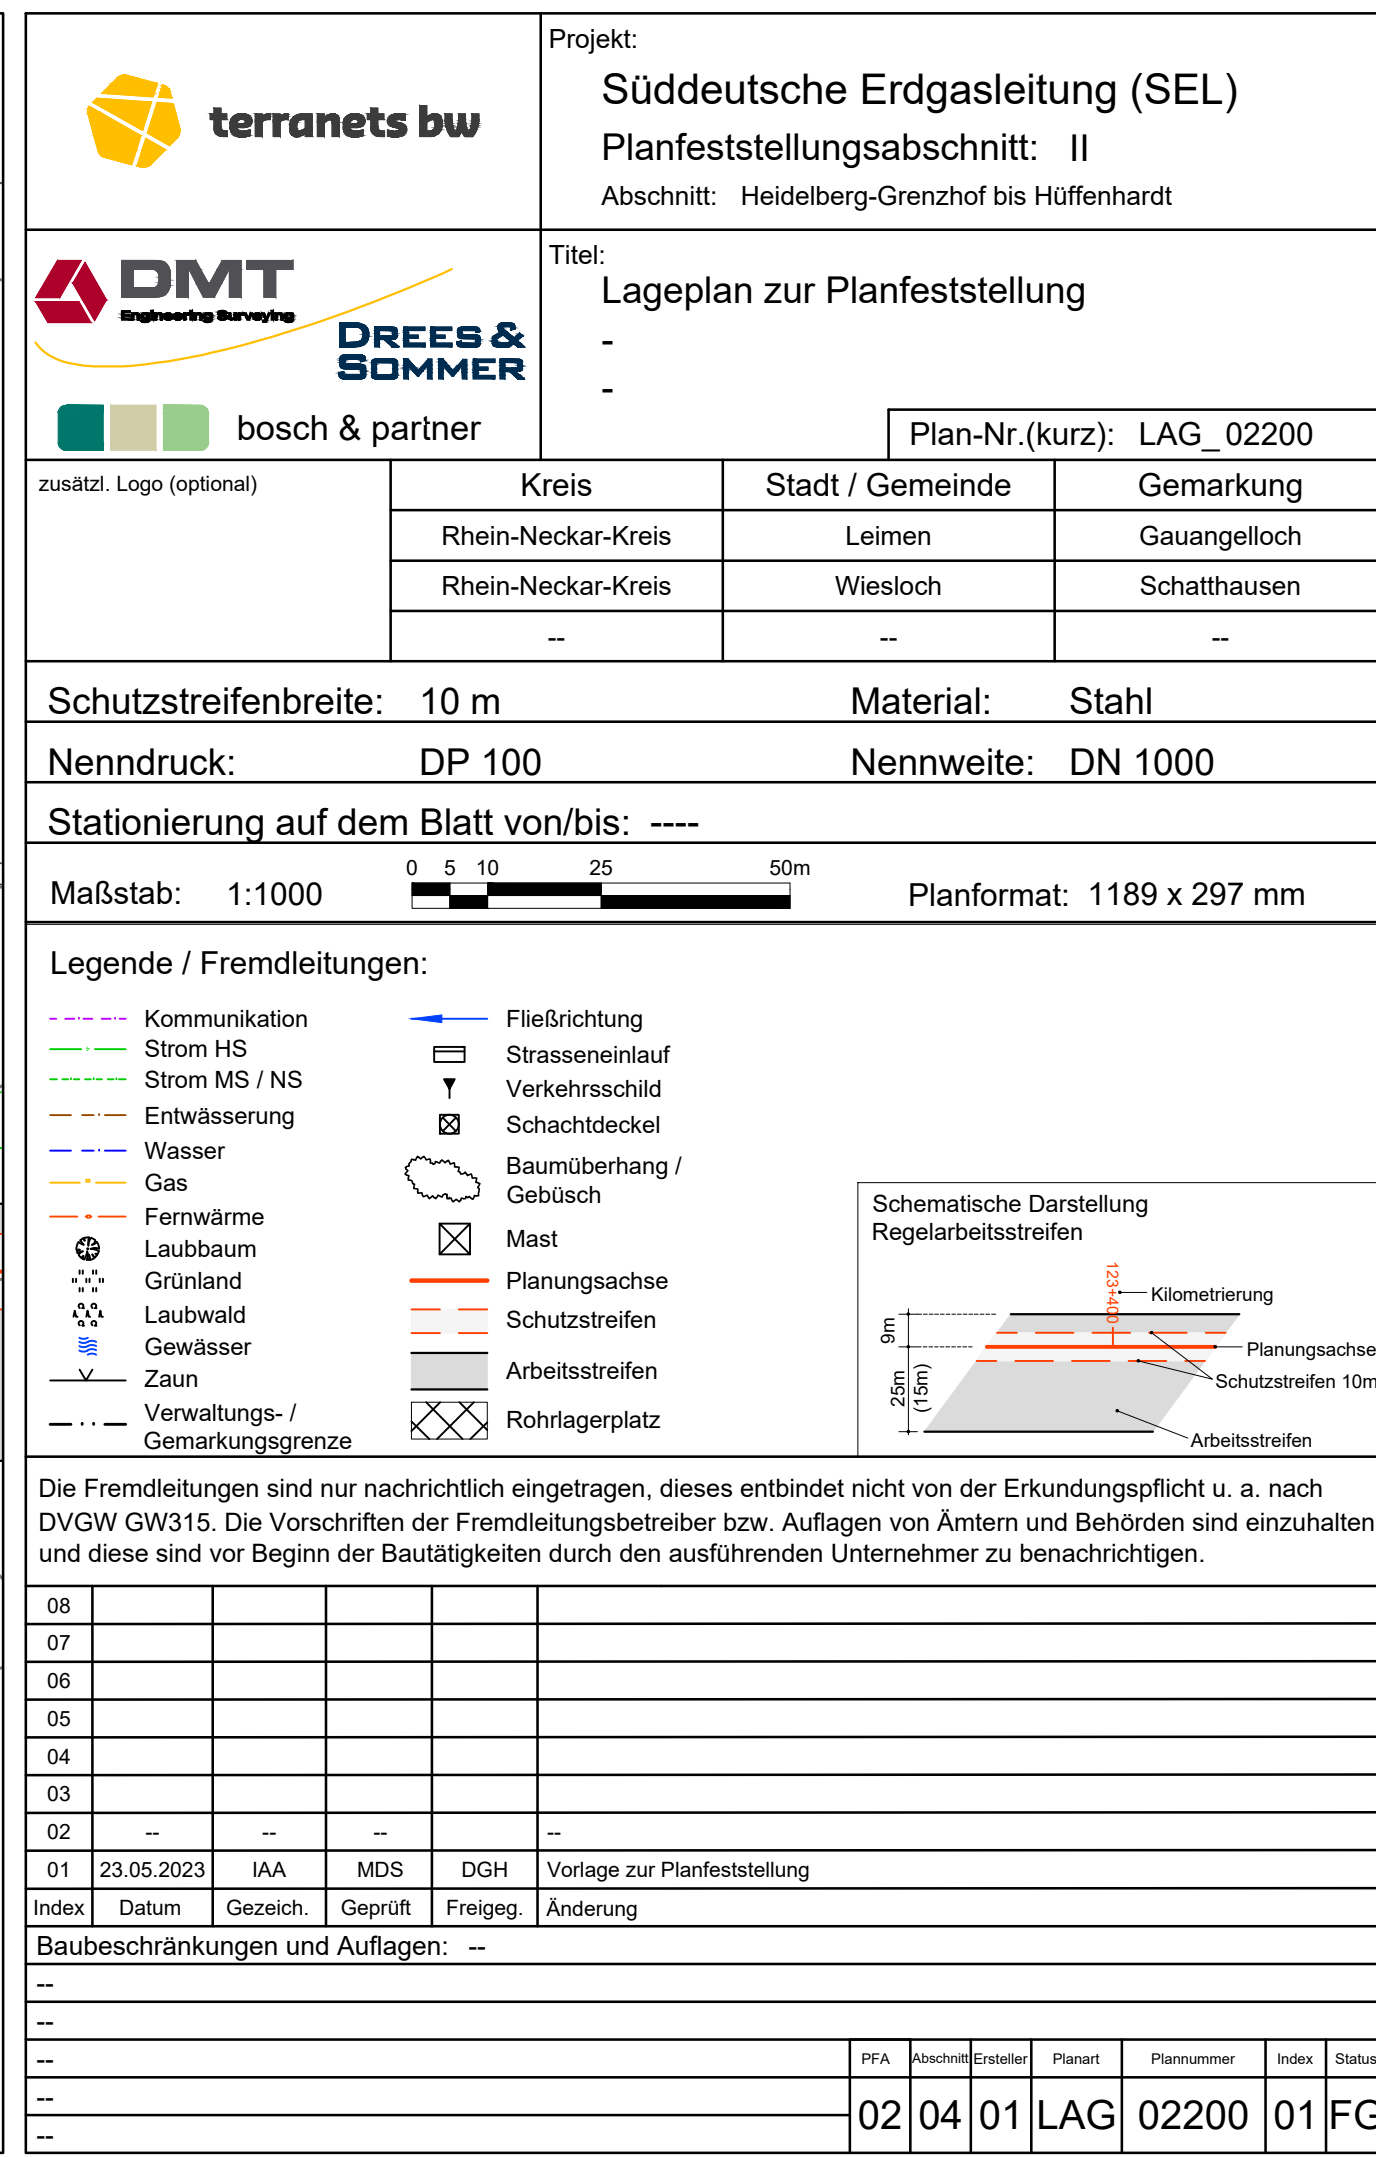 terranets bw
Projekt:
Süddeutsche Erdgasleitung (SEL)
Planfeststellungsabschnitt: II
Abschnitt: Heidelberg-Grenzhof bis Hüffenhardt
DMT
Engineering Surveying
DREES &
SOMMER
bosch & partner
Titel:
Lageplan zur Planfeststellung
-
-
Plan-Nr.(kurz): LAG_02200
zusätzl. Logo (optional)
Kreis Stadt / Gemeinde Gemarkung
Rhein-Neckar-Kreis Leimen Gauangelloch
Rhein-Neckar-Kreis Wiesloch Schatthausen
-- -- --
Schutzstreifenbreite: 10 m Material: Stahl
Nenndruck: DP 100 Nennweite: DN 1000
Stationierung auf dem Blatt von/bis: ----
Maßstab: 1:1000 0 5 10 25 50m Planformat: 1189 x 297 mm
Legende / Fremdleitungen:
Kommunikation
Strom HS
Strom MS / NS
Entwässerung
Wasser
Gas
Fernwärme
Laubbaum
Grünland
Laubwald
Gewässer
Zaun
Verwaltungs- /
Gemarkungsgrenze
Fließrichtung
Strasseneinlauf
Verkehrsschild
Schachtdeckel
Baumüberhang /
Gebüsch
Mast
Planungsachse
Schutzstreifen
Arbeitsstreifen
Rohrlagerplatz
Schematische Darstellung
Regelarbeitsstreifen
123+400
Kilometrierung
9m
Planungsachse
25m
(15m)
Schutzstreifen 10m
Arbeitsstreifen
Die Fremdleitungen sind nur nachrichtlich eingetragen, dieses entbindet nicht von der Erkundungspflicht u. a. nach
DVGW GW315. Die Vorschriften der Fremdleitungsbetreiber bzw. Auflagen von Ämtern und Behörden sind einzuhalten
und diese sind vor Beginn der Bautätigkeiten durch den ausführenden Unternehmer zu benachrichtigen.
08
07
06
05
04
03
02 -- -- -- --
01 23.05.2023 IAA MDS DGH Vorlage zur Planfeststellung
Index Datum Gezeich. Geprüft Freigeg. Änderung
Baubeschränkungen und Auflagen: --
--
--
--
--
--
PFA Abschnitt Ersteller Planart Plannummer Index Status
02 04 01 LAG 02200 01 FG